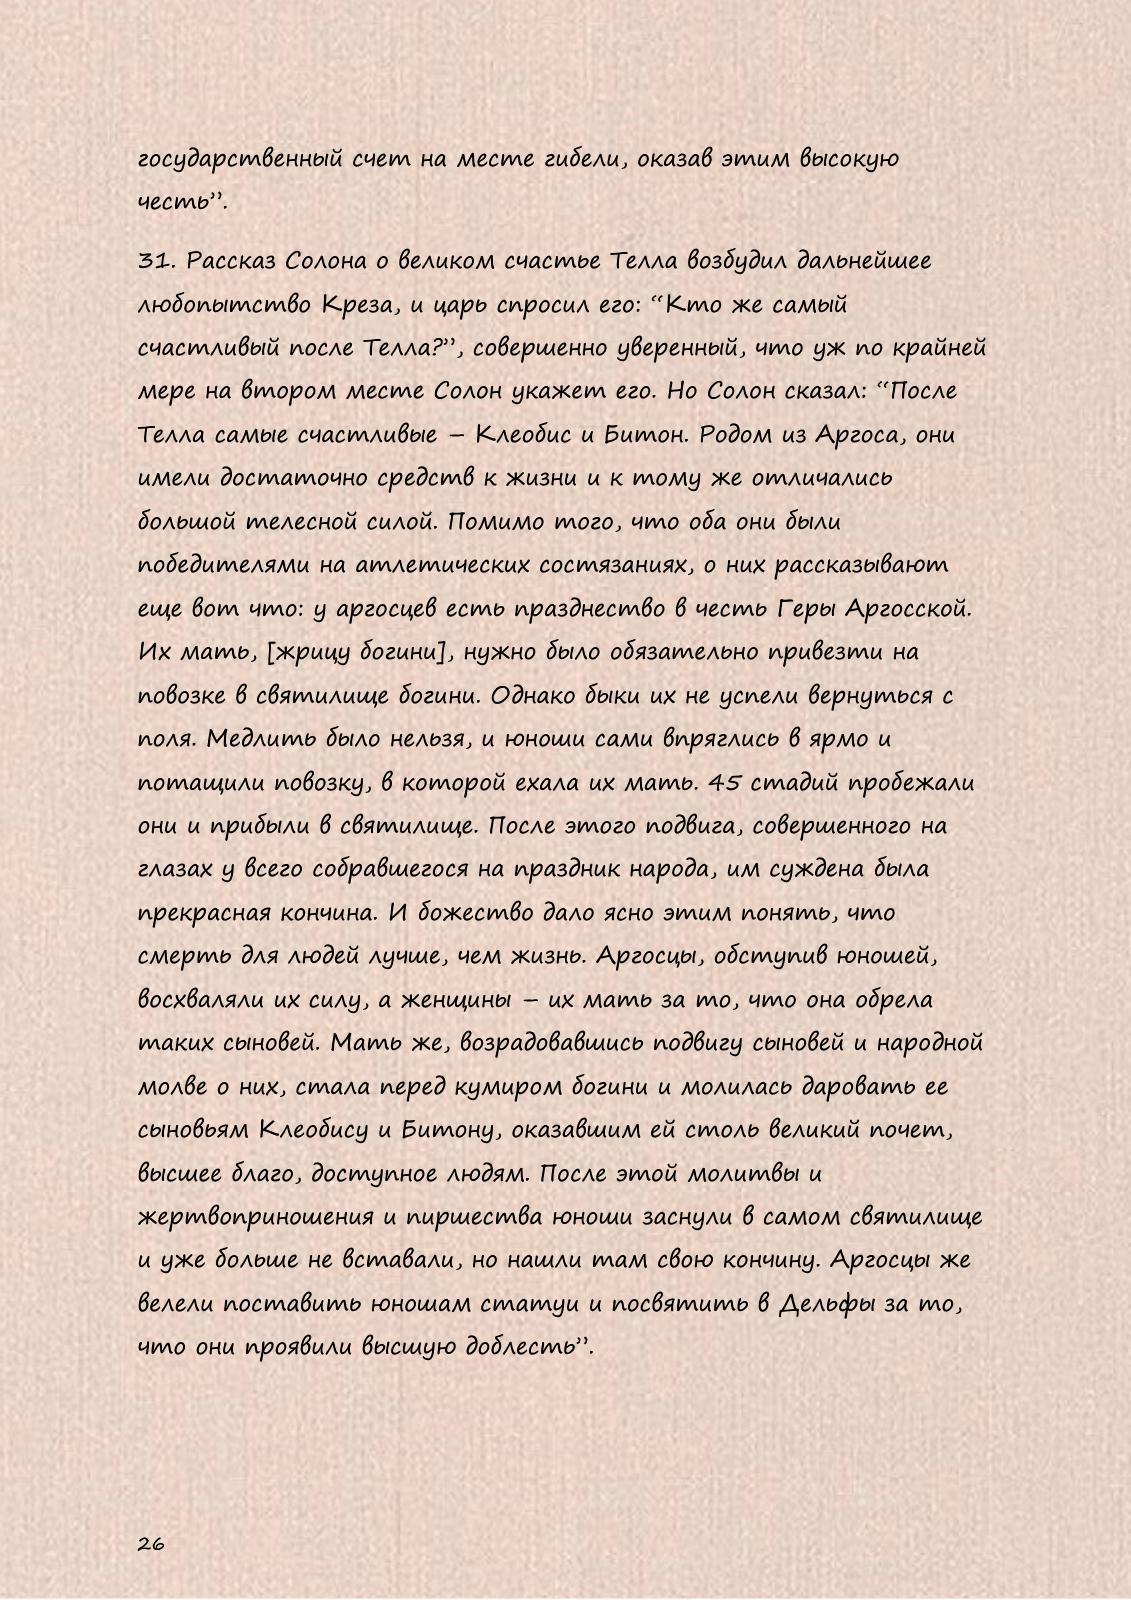 государственный счет на месте гибели, оказав этим высокую
честь”.
31. Рассказ Солона о великом счастье Телла возбудил дальнейшее
любопытство Креза, и царь спросил его: “Кто же самый
счастливый после Телла?”, совершенно уверенный, что уж по крайней
мере на втором месте Солон укажет его. Но Солон сказал: “После
Телла самые счастливые – Клеобис и Битон. Родом из Аргоса, они
имели достаточно средств к жизни и к тому же отличались
большой телесной силой. Помимо того, что оба они были
победителями на атлетических состязаниях, о них рассказывают
еще вот что: у аргосцев есть празднество в честь Геры Аргосской.
Их мать, [жрицу богини], нужно было обязательно привезти на
повозке в святилище богини. Однако быки их не успели вернуться с
поля. Медлить было нельзя, и юноши сами впряглись в ярмо и
потащили повозку, в которой ехала их мать. 45 стадий пробежали
они и прибыли в святилище. После этого подвига, совершенного на
глазах у всего собравшегося на праздник народа, им суждена была
прекрасная кончина. И божество дало ясно этим понять, что
смерть для людей лучше, чем жизнь. Аргосцы, обступив юношей,
восхваляли их силу, а женщины – их мать за то, что она обрела
таких сыновей. Мать же, возрадовавшись подвигу сыновей и народной
молве о них, стала перед кумиром богини и молилась даровать ее
сыновьям Клеобису и Битону, оказавшим ей столь великий почет,
высшее благо, доступное людям. После этой молитвы и
жертвоприношения и пиршества юноши заснули в самом святилище
и уже больше не вставали, но нашли там свою кончину. Аргосцы же
велели поставить юношам статуи и посвятить в Дельфы за то,
что они проявили высшую доблесть”.
26